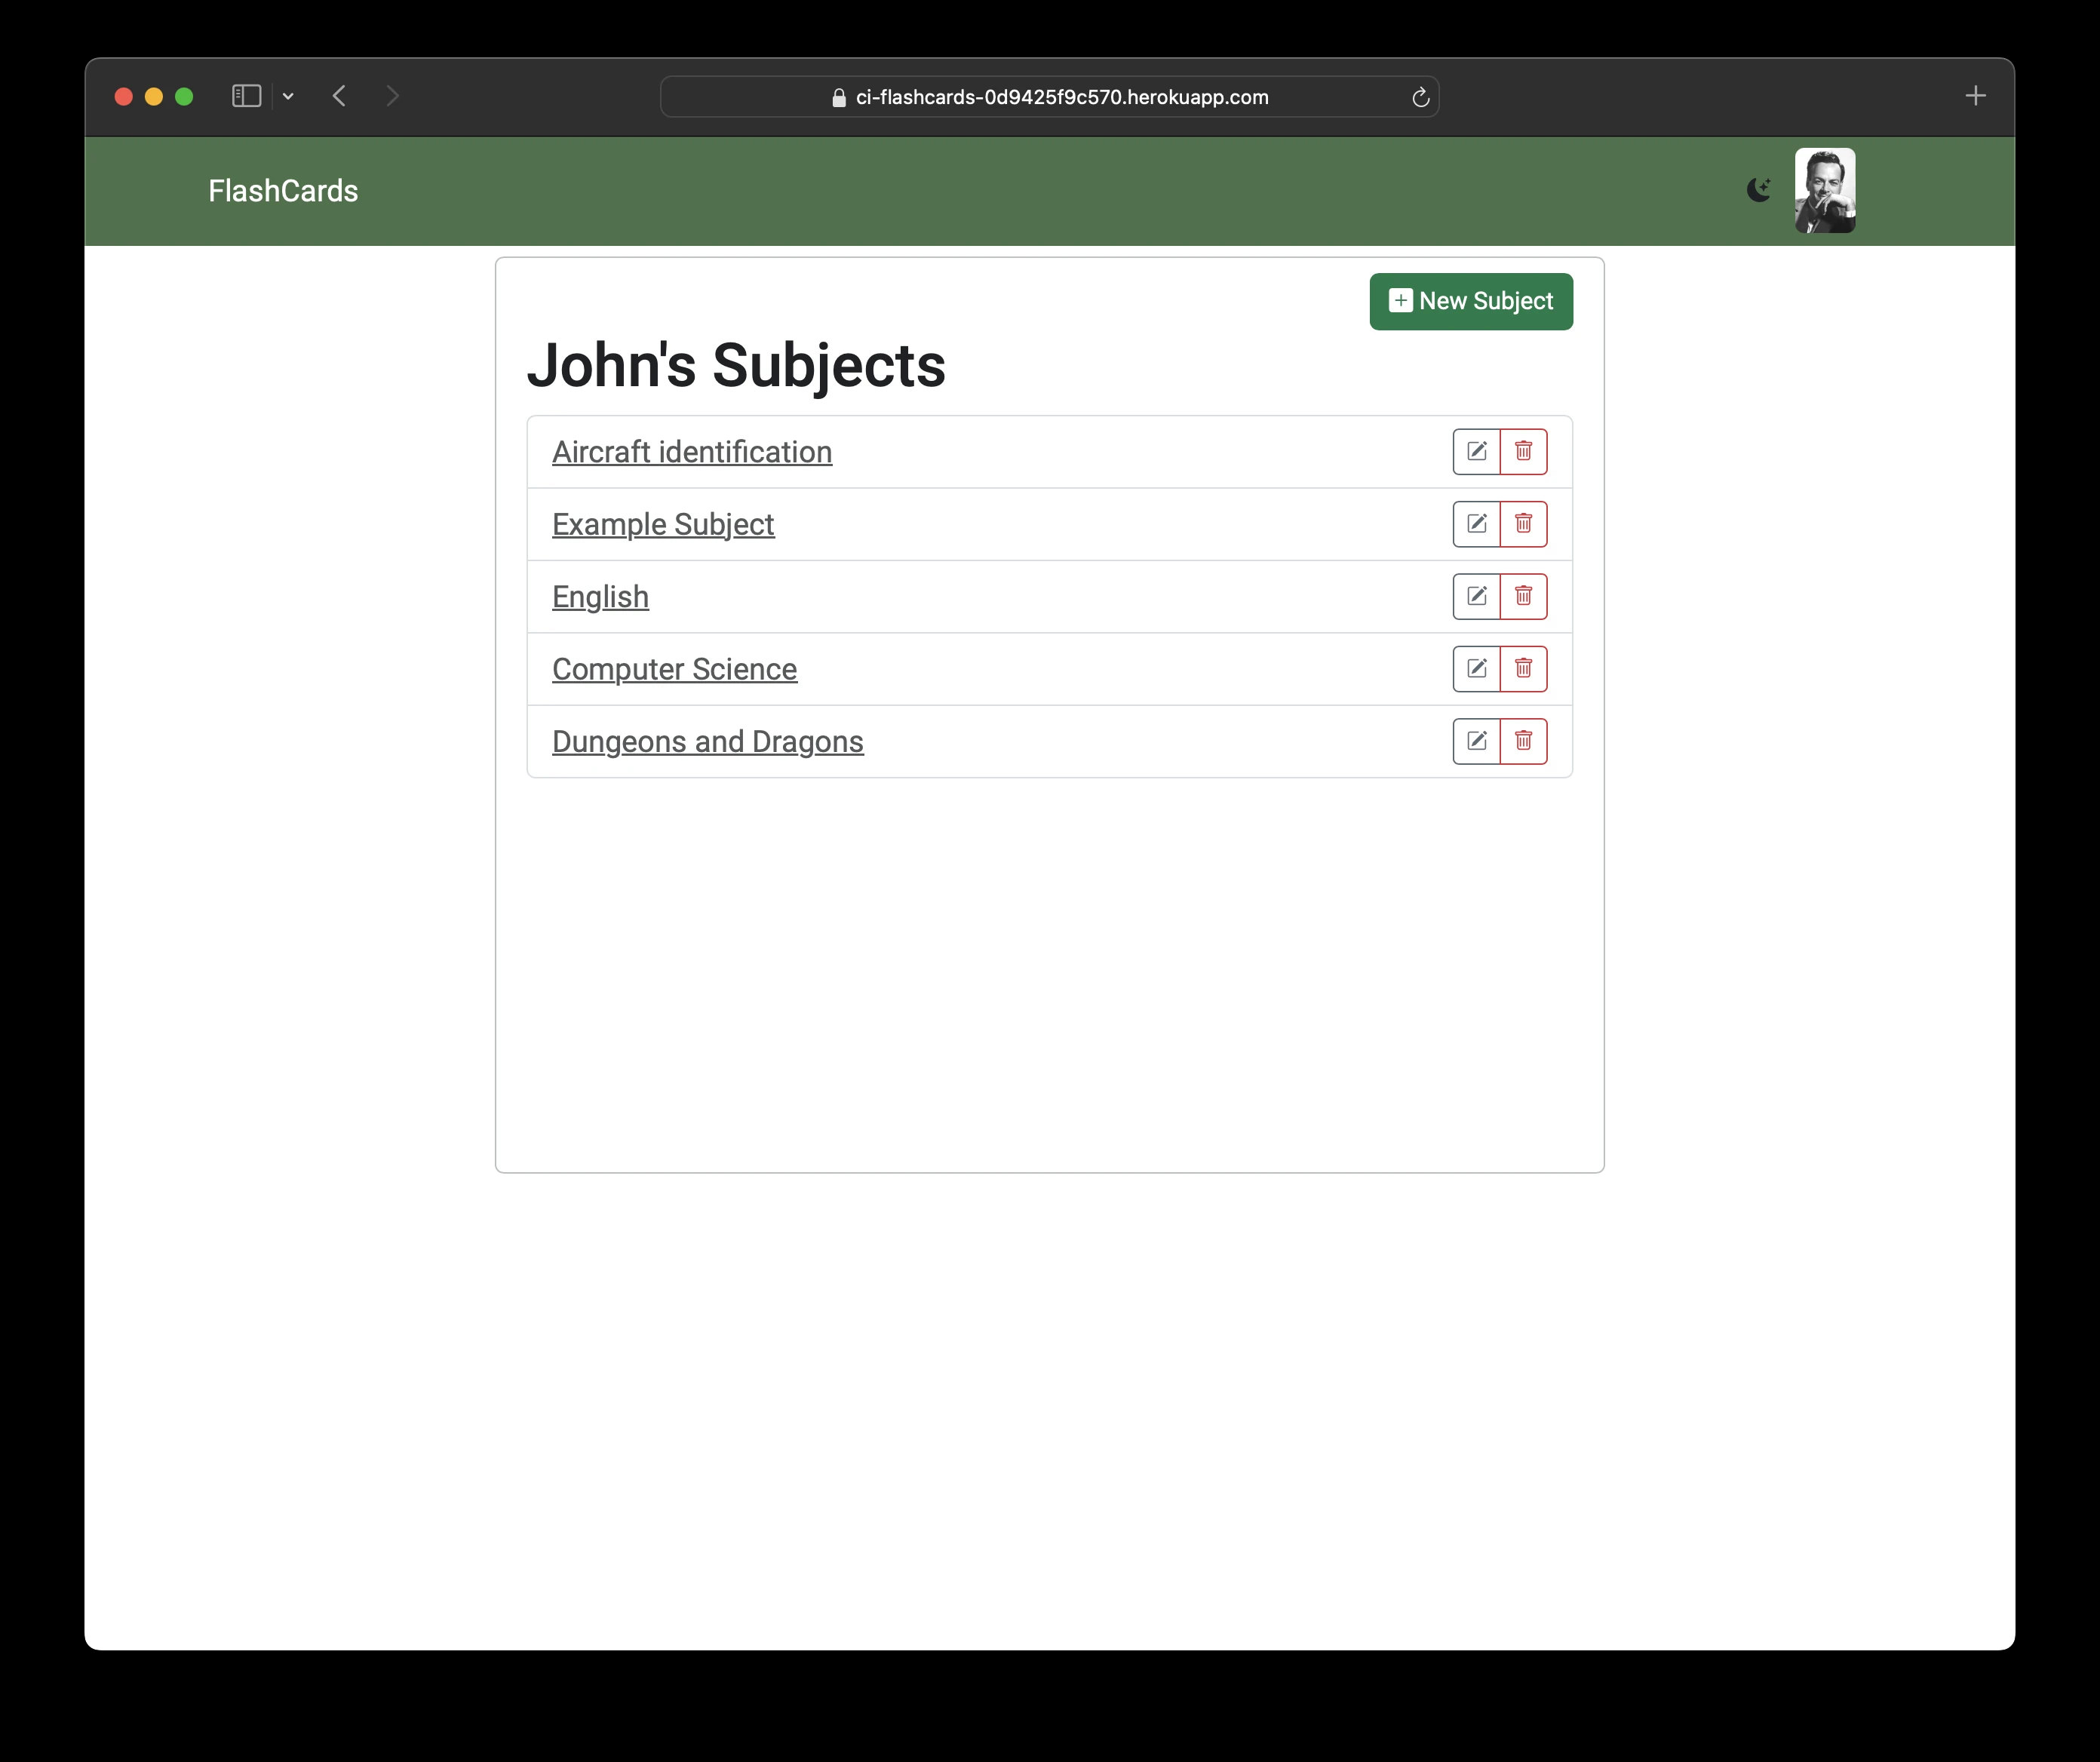 ci-flashcards-0d9425f9c570.herokuapp.com
FlashCards
New Subject
John's Subjects
Aircraft identification
Example Subject
English
Computer Science
Dungeons and Dragons